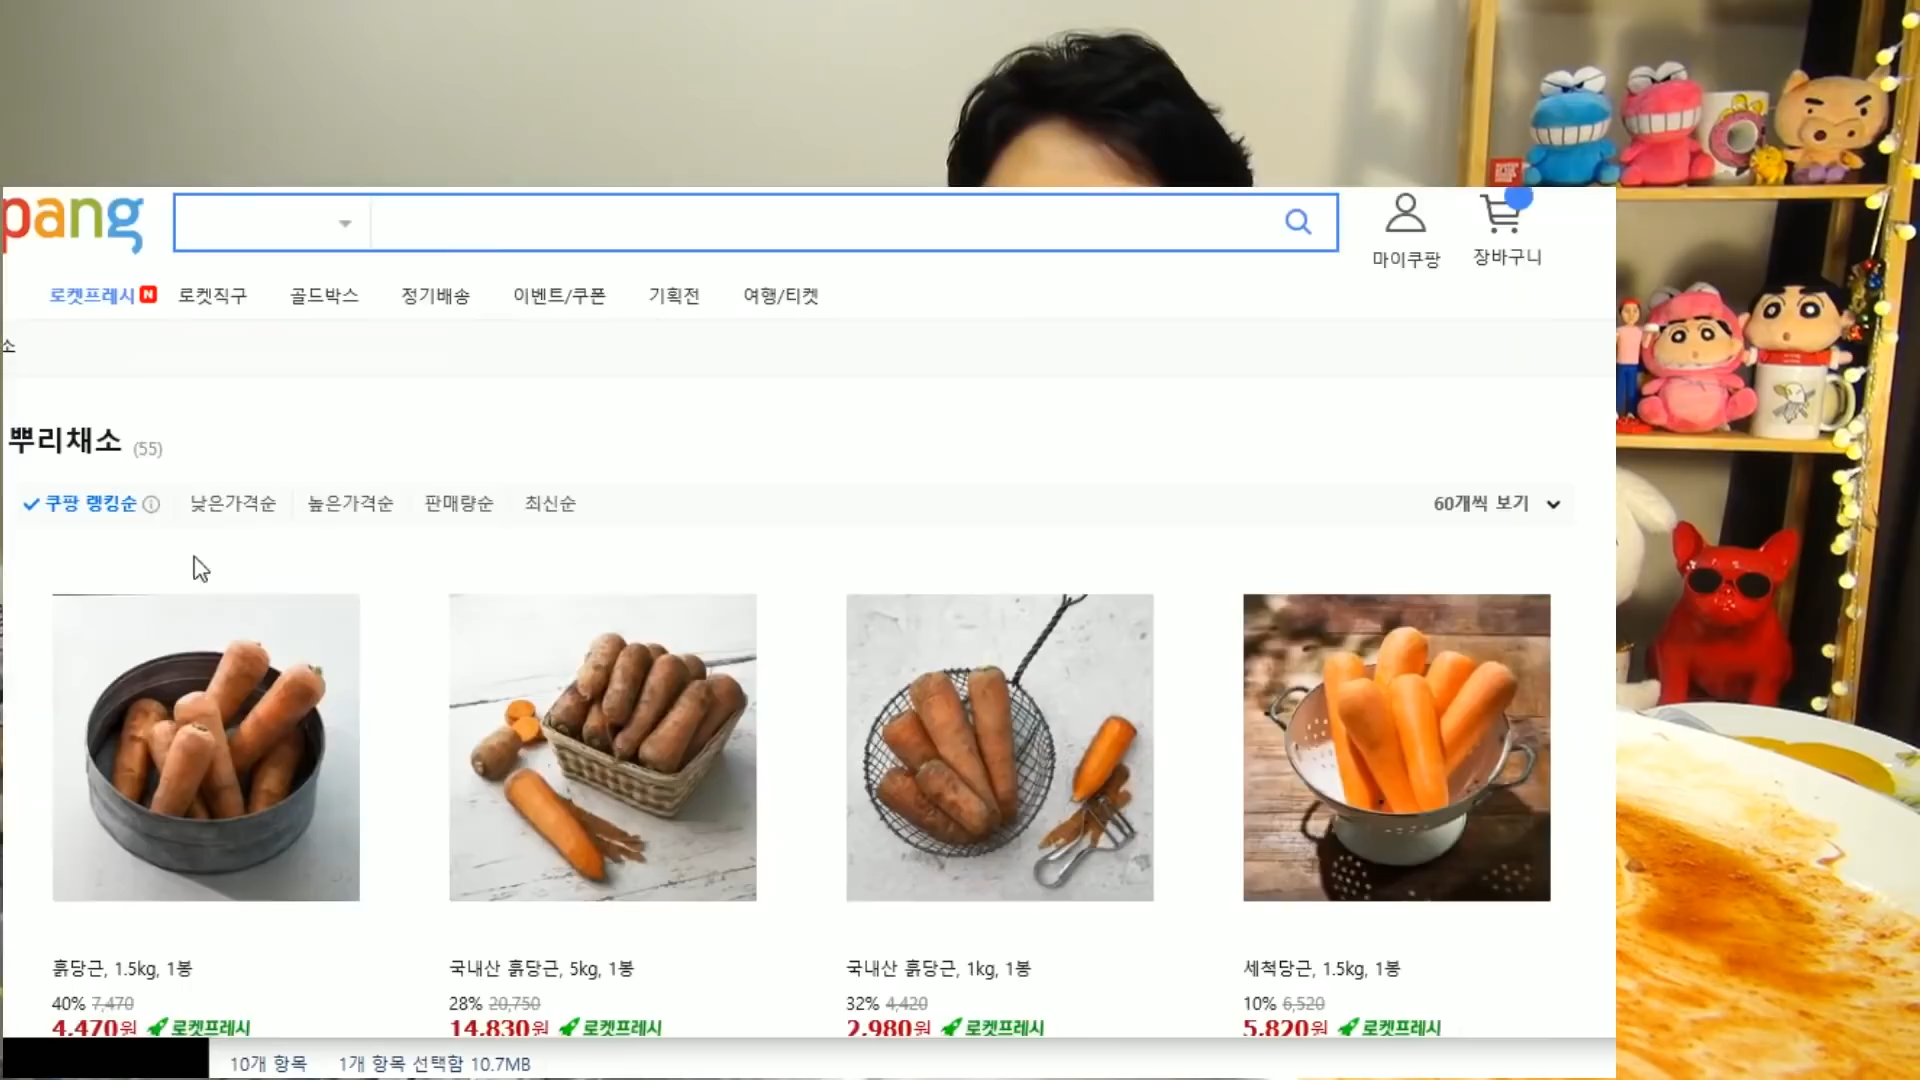 pang
마이쿠팡
장바구니
로켓프레시 N 로켓직구 골드박스 정기배송 이벤트/쿠폰 기획전 여행/티켓
소
뿌리채소 (55)
쿠팡 랭킹순 낮은가격순 높은가격순 판매량순 최신순 60개씩 보기
흙당근, 1.5kg, 1봉
40% 7,470
4,470원 로켓프레시
국내산 흙당근, 5kg, 1봉
28% 20,750
14,830원 로켓프레시
국내산 흙당근, 1kg, 1봉
32% 4,420
2,980원 로켓프레시
세척당근, 1.5kg, 1봉
10% 6,520
5,820원 로켓프레시
10개 항목 1개 항목 선택함 10.7MB